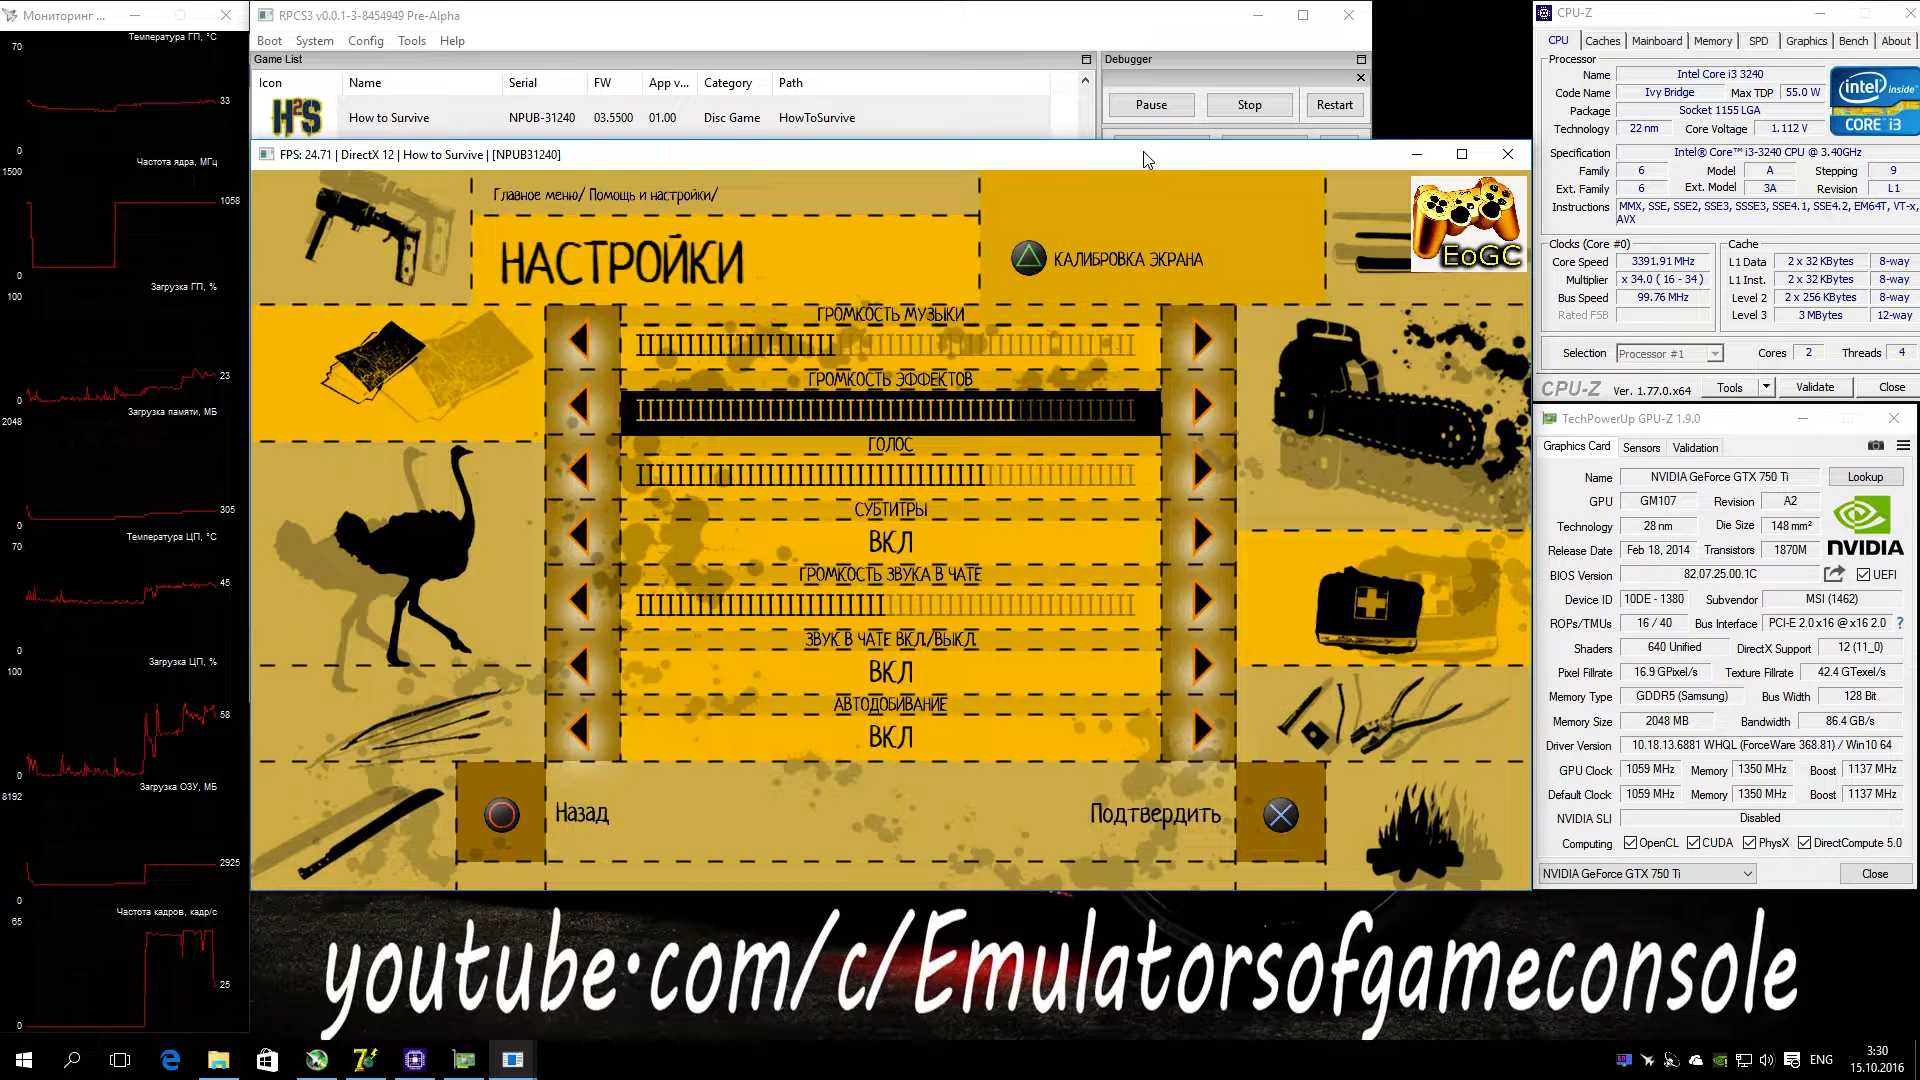 Мониторинг ...
Температура ГП, °C
70
33
0
Частота ядра, МГц
1500
1058
0
Загрузка ГП, %
100
23
0
Загрузка памяти, МБ
2048
305
0
Температура ЦП, °C
70
45
0
Загрузка ЦП, %
100
58
0
Загрузка ОЗУ, МБ
8192
2925
0
Частота кадров, кадр/с
65
25
0
RPCS3 v0.0.1-3-8454949 Pre-Alpha
Boot System Config Tools Help
Game List
Icon Name Serial FW App v... Category Path
H2S How to Survive NPUB-31240 03.5500 01.00 Disc Game HowToSurvive
Debugger
Pause Stop Restart
FPS: 24.71 | DirectX 12 | How to Survive | [NPUB31240]
Главное меню/ Помощь и настройки/
НАСТРОЙКИ
КАЛИБРОВКА ЭКРАНА
EoGC
ГРОМКОСТЬ МУЗЫКИ
ГРОМКОСТЬ ЭФФЕКТОВ
ГОЛОС
СУБТИТРЫ
ВКЛ
ГРОМКОСТЬ ЗВУКА В ЧАТЕ
ЗВУК В ЧАТЕ ВКЛ/ВЫКЛ.
ВКЛ
АВТОДОБИВАНИЕ
ВКЛ
Назад
Подтвердить
CPU-Z
CPU Caches Mainboard Memory SPD Graphics Bench About
Processor
Name Intel Core i3 3240
Code Name Ivy Bridge Max TDP 55.0 W
Package Socket 1155 LGA
Technology 22 nm Core Voltage 1.112 V
intel inside™
CORE i3
Specification Intel® Core™ i3-3240 CPU @ 3.40GHz
Family 6 Model A Stepping 9
Ext. Family 6 Ext. Model 3A Revision L1
Instructions MMX, SSE, SSE2, SSE3, SSSE3, SSE4.1, SSE4.2, EM64T, VT-x,
AVX
Clocks (Core #0) Cache
Core Speed 3391.91 MHz L1 Data 2 x 32 KBytes 8-way
Multiplier x 34.0 ( 16 - 34 ) L1 Inst. 2 x 32 KBytes 8-way
Bus Speed 99.76 MHz Level 2 2 x 256 KBytes 8-way
Rated FSB Level 3 3 MBytes 12-way
Selection Processor #1 Cores 2 Threads 4
CPU-Z Ver. 1.77.0.x64 Tools Validate Close
TechPowerUp GPU-Z 1.9.0
Graphics Card Sensors Validation
Name NVIDIA GeForce GTX 750 Ti Lookup
GPU GM107 Revision A2
Technology 28 nm Die Size 148 mm²
Release Date Feb 18, 2014 Transistors 1870M
NVIDIA
BIOS Version 82.07.25.00.1C UEFI
Device ID 10DE - 1380 Subvendor MSI (1462)
ROPs/TMUs 16 / 40 Bus Interface PCI-E 2.0 x16 @ x16 2.0 ?
Shaders 640 Unified DirectX Support 12 (11_0)
Pixel Fillrate 16.9 GPixel/s Texture Fillrate 42.4 GTexel/s
Memory Type GDDR5 (Samsung) Bus Width 128 Bit
Memory Size 2048 MB Bandwidth 86.4 GB/s
Driver Version 10.18.13.6881 WHQL (ForceWare 368.81) / Win10 64
GPU Clock 1059 MHz Memory 1350 MHz Boost 1137 MHz
Default Clock 1059 MHz Memory 1350 MHz Boost 1137 MHz
NVIDIA SLI Disabled
Computing OpenCL CUDA PhysX DirectCompute 5.0
NVIDIA GeForce GTX 750 Ti Close
youtube.com/c/Emulatorsofgameconsole
ENG
3:30
15.10.2016